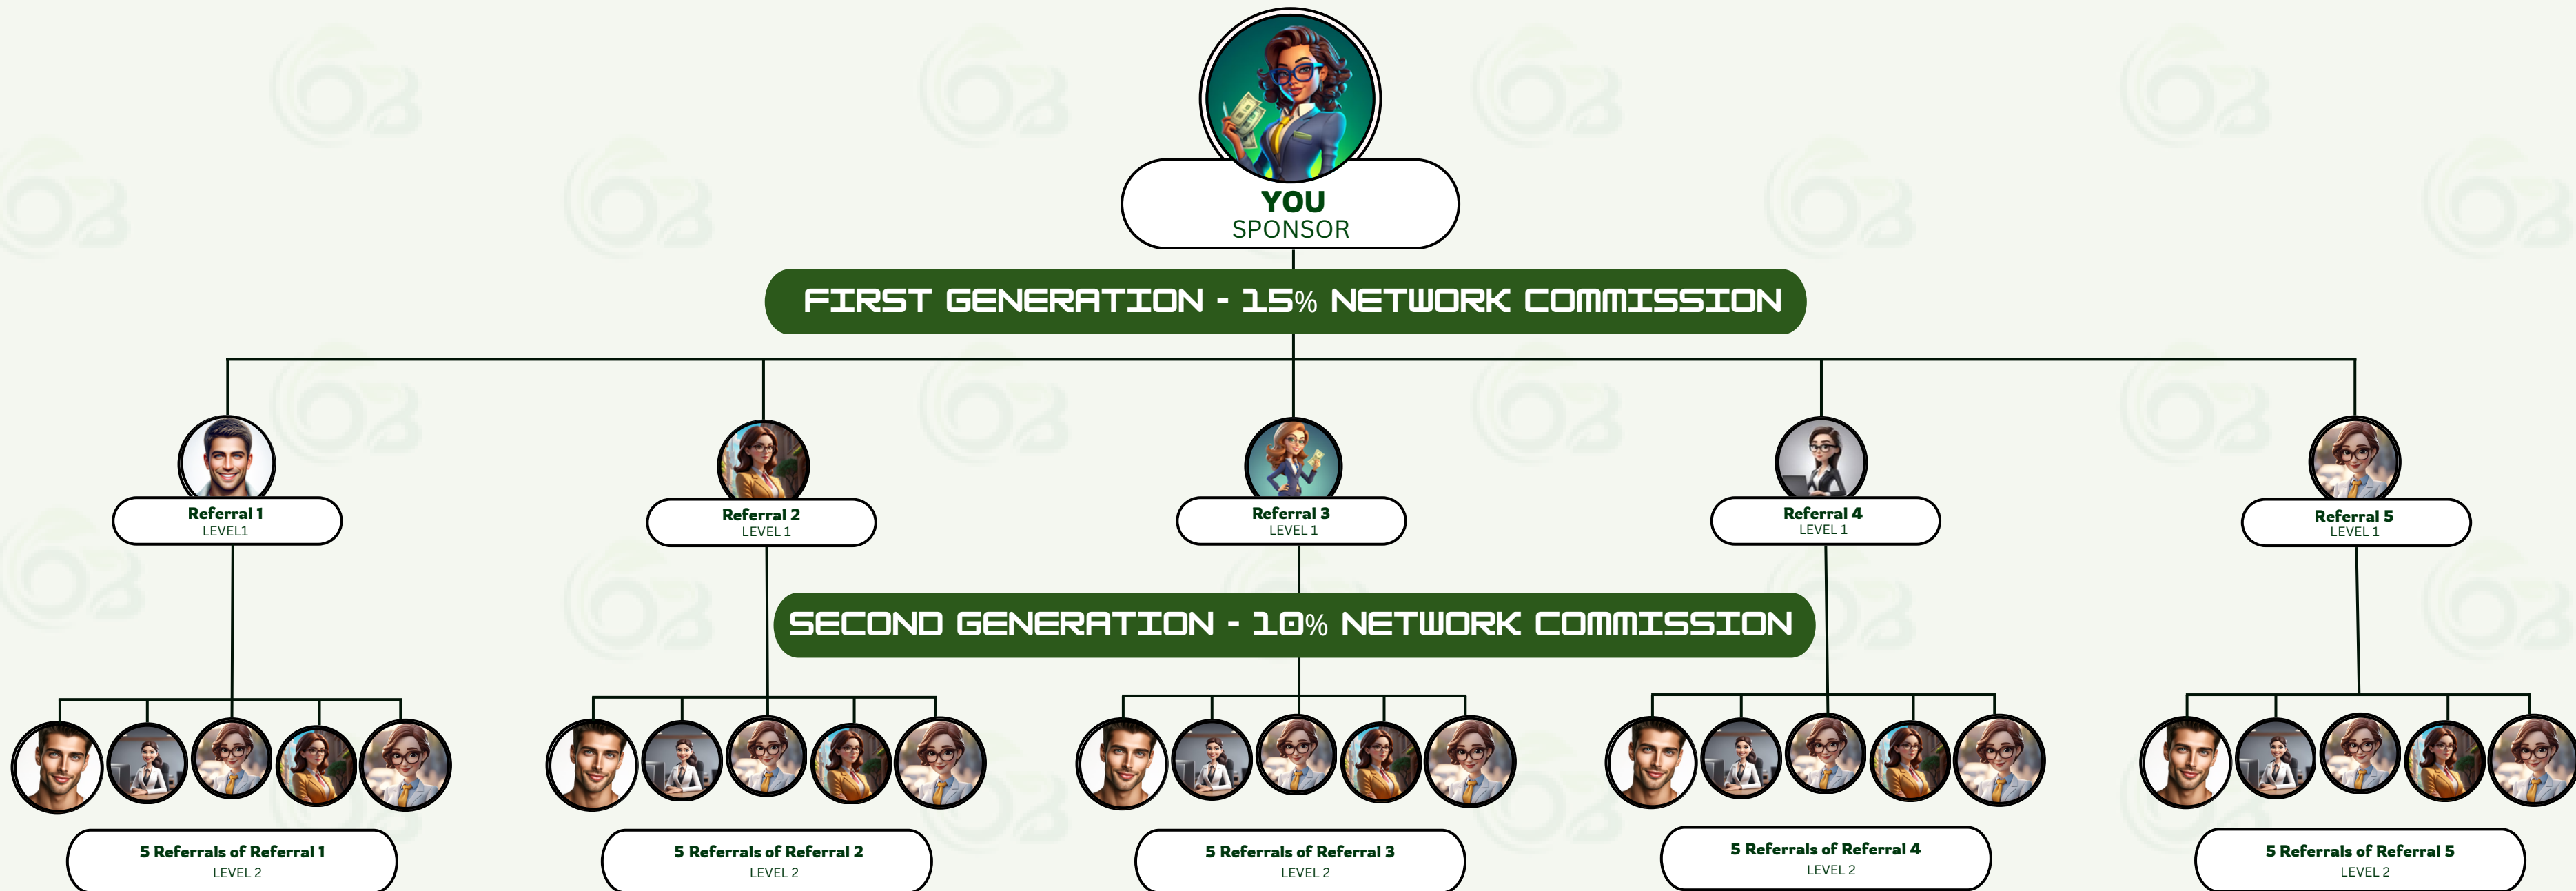 YOU
SPONSOR
FIRST GENERATION - 15% NETWORK COMMISSION
Referral 1
LEVEL1
Referral 2
LEVEL 1
Referral 3
LEVEL 1
Referral 4
LEVEL 1
Referral 5
LEVEL 1
SECOND GENERATION - 10% NETWORK COMMISSION
5 Referrals of Referral 1
LEVEL 2
5 Referrals of Referral 2
LEVEL 2
5 Referrals of Referral 3
LEVEL 2
5 Referrals of Referral 4
LEVEL 2
5 Referrals of Referral 5
LEVEL 2